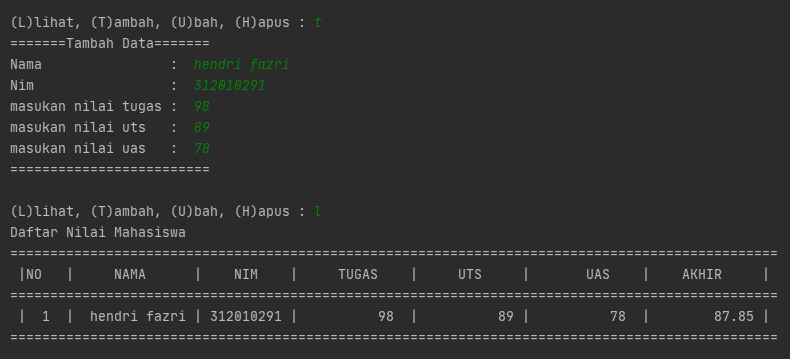 (L)lihat, (T)ambah, (U)bah, (H)apus : t
=======Tambah Data=======
Nama                :  hendri fazri
Nim                 :  312010291
masukan nilai tugas :  98
masukan nilai uts   :  89
masukan nilai uas   :  78
=========================
(L)lihat, (T)ambah, (U)bah, (H)apus : l
Daftar Nilai Mahasiswa
================================================================================================
 |NO   |     NAMA      |    NIM    |     TUGAS    |     UTS     |       UAS    |    AKHIR     |
================================================================================================
 |  1  |  hendri fazri | 312010291 |          98  |          89 |          78  |        87.85 |
================================================================================================